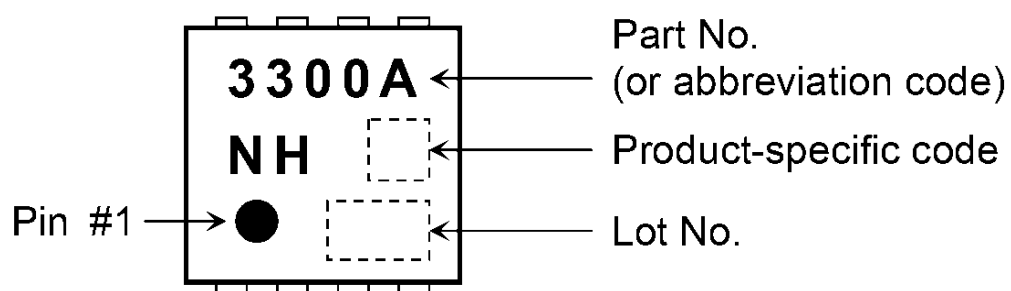 3300A
NH
Pin #1
Part No.
(or abbreviation code)
Product-specific code
Lot No.